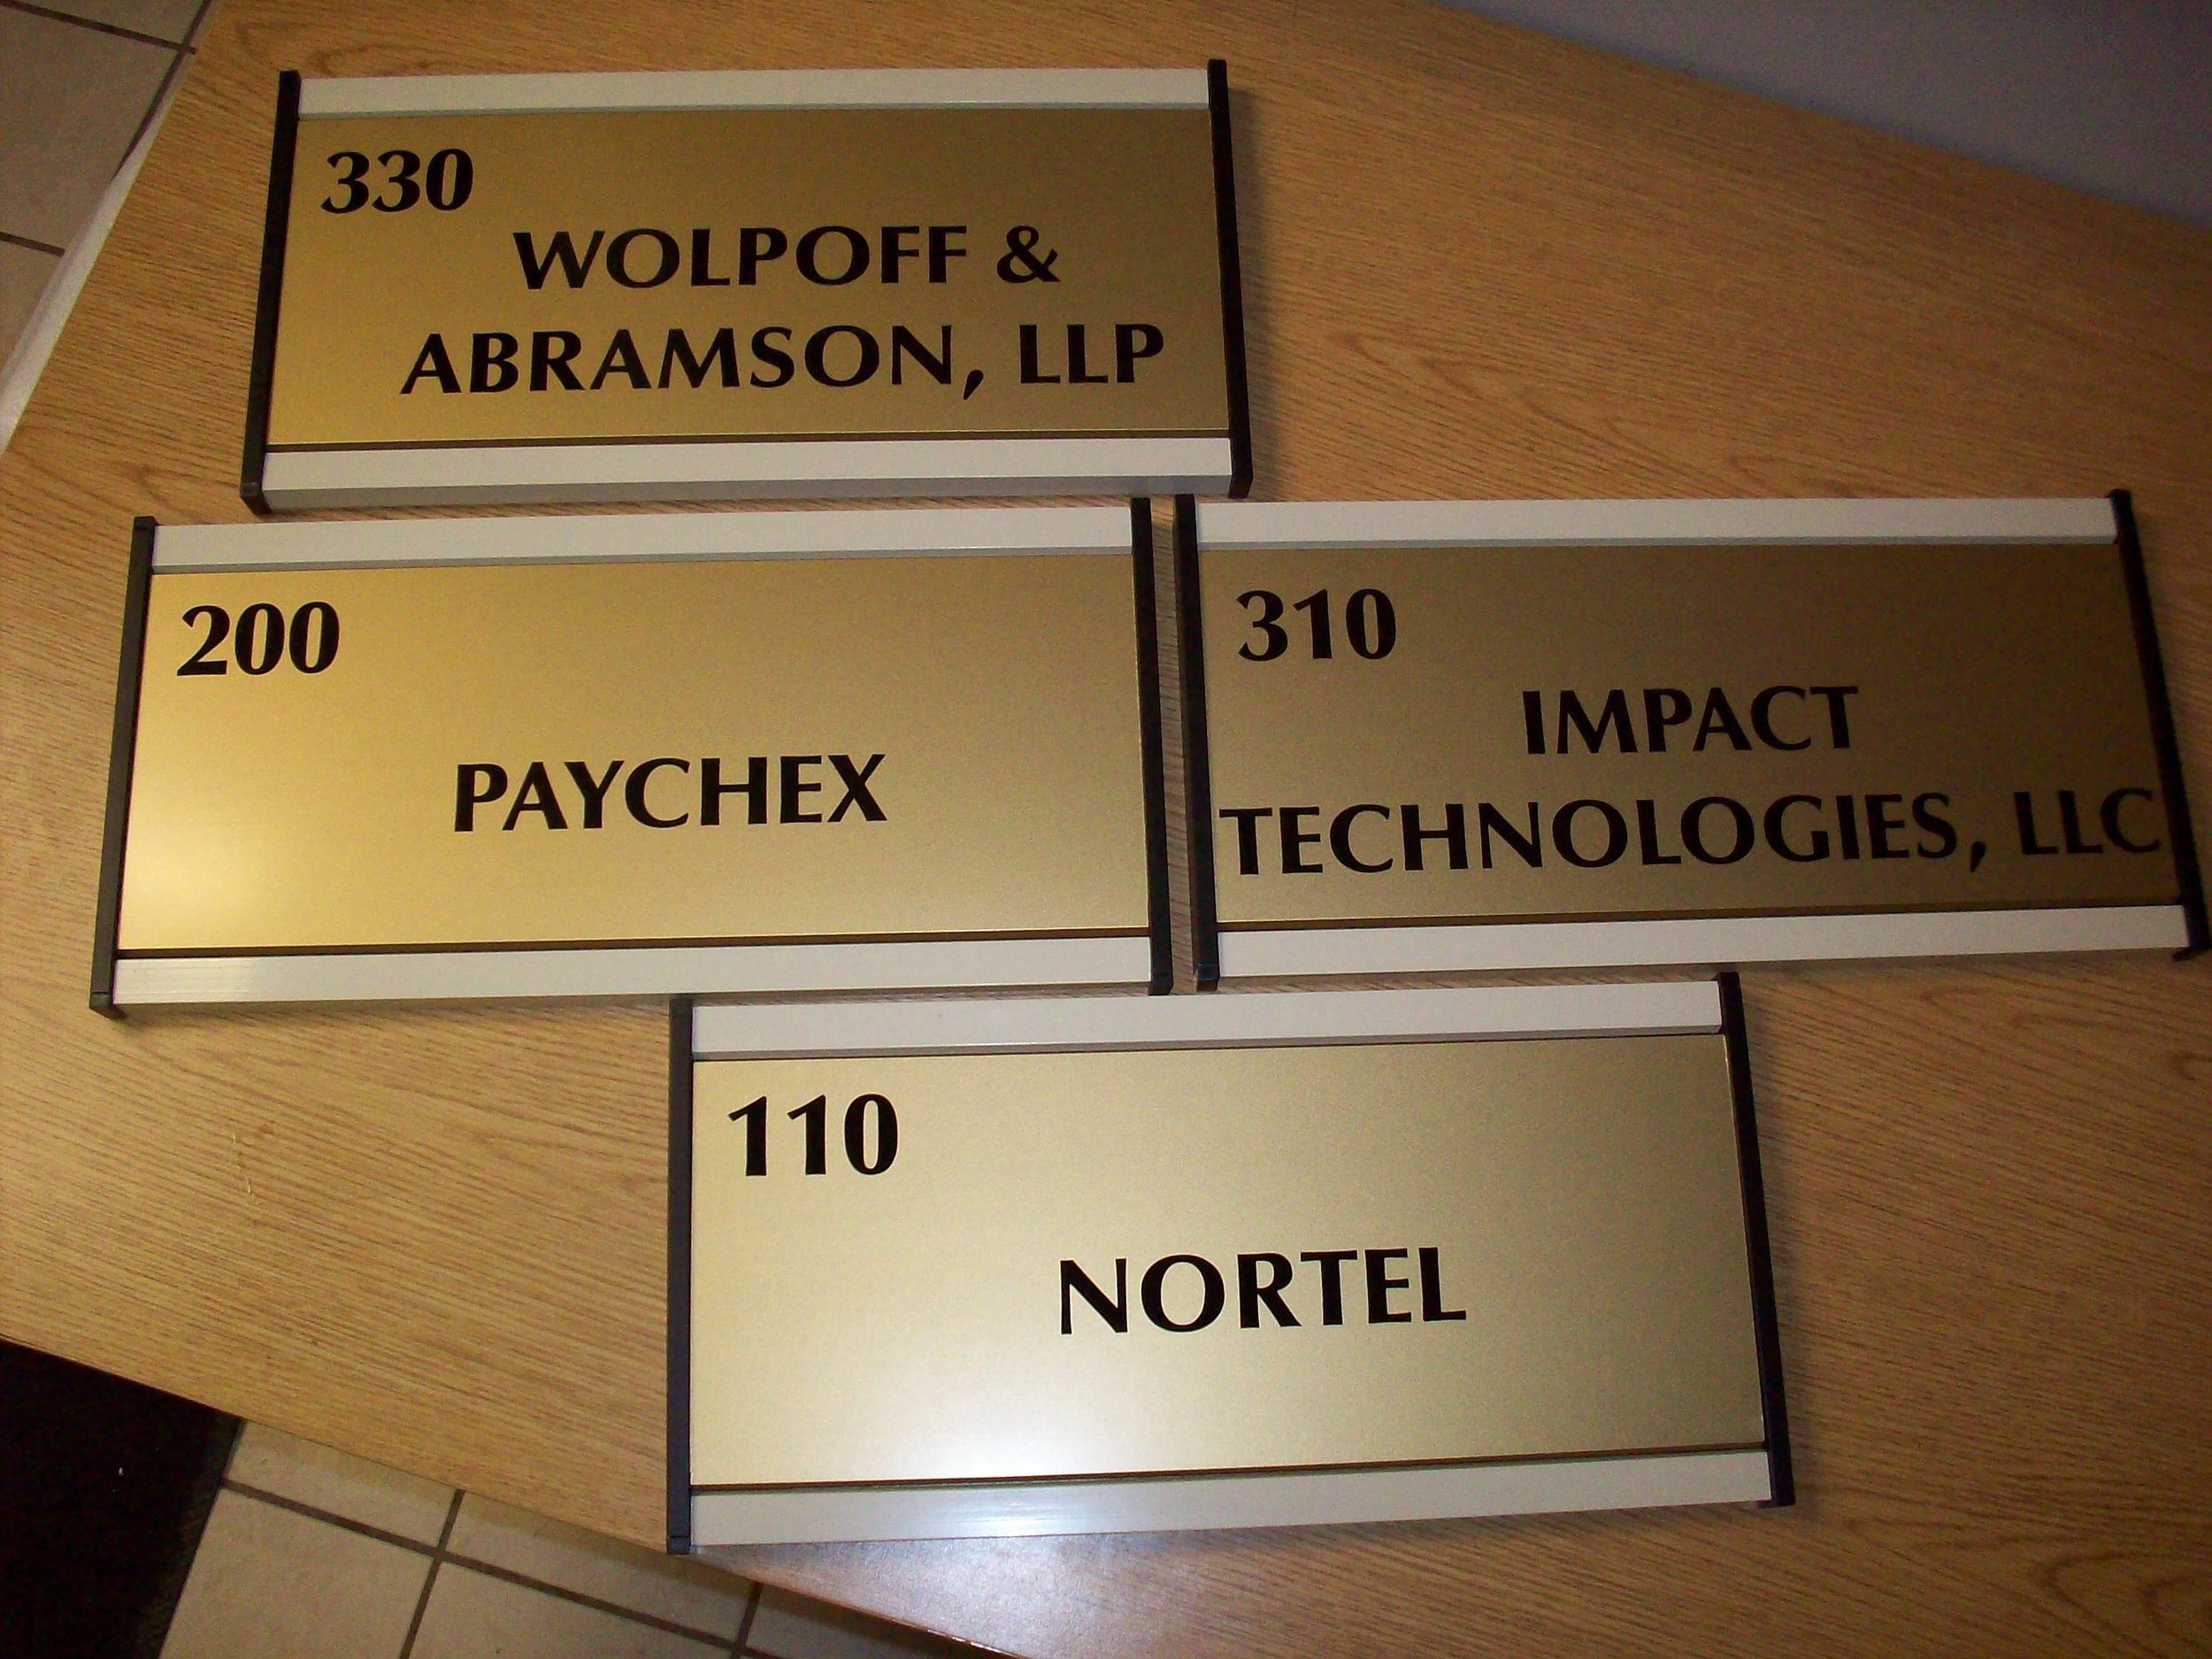 330
WOLPOFF &
ABRAMSON, LLP
200
PAYCHEX
310
IMPACT
TECHNOLOGIES, LLC
110
NORTEL